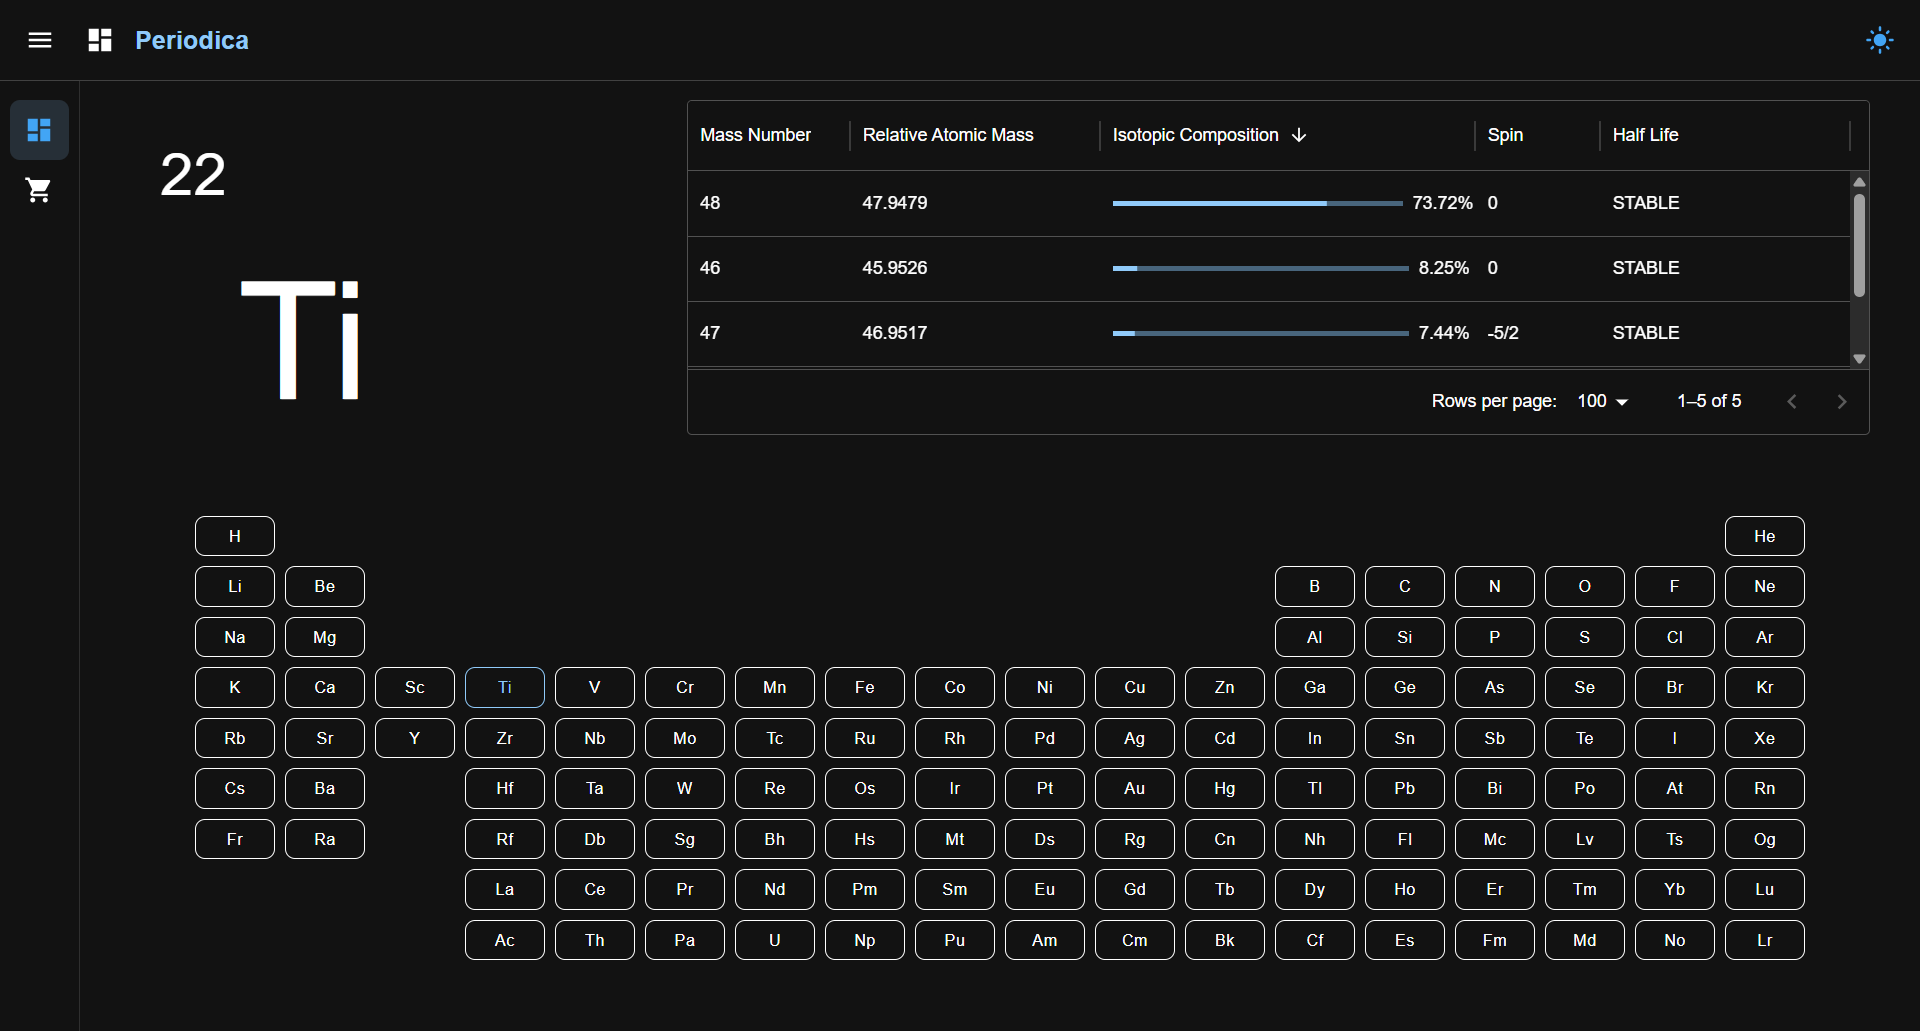 Periodica
22
Ti
Mass Number Relative Atomic Mass Isotopic Composition Spin Half Life
48 47.9479 73.72% 0 STABLE
46 45.9526 8.25% 0 STABLE
47 46.9517 7.44% -5/2 STABLE
Rows per page: 100 1–5 of 5
H He
Li Be B C N O F Ne
Na Mg Al Si P S Cl Ar
K Ca Sc Ti V Cr Mn Fe Co Ni Cu Zn Ga Ge As Se Br Kr
Rb Sr Y Zr Nb Mo Tc Ru Rh Pd Ag Cd In Sn Sb Te I Xe
Cs Ba Hf Ta W Re Os Ir Pt Au Hg Tl Pb Bi Po At Rn
Fr Ra Rf Db Sg Bh Hs Mt Ds Rg Cn Nh Fl Mc Lv Ts Og
La Ce Pr Nd Pm Sm Eu Gd Tb Dy Ho Er Tm Yb Lu
Ac Th Pa U Np Pu Am Cm Bk Cf Es Fm Md No Lr